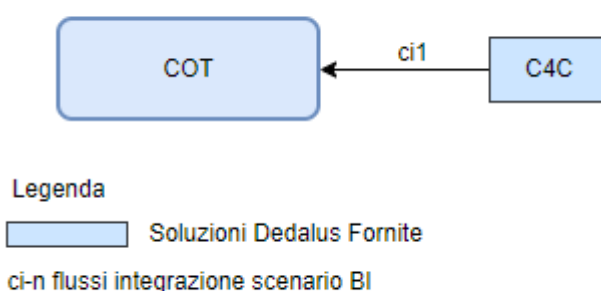 COT
ci1
C4C
Legenda
Soluzioni Dedalus Fornite
ci-n flussi integrazione scenario BI